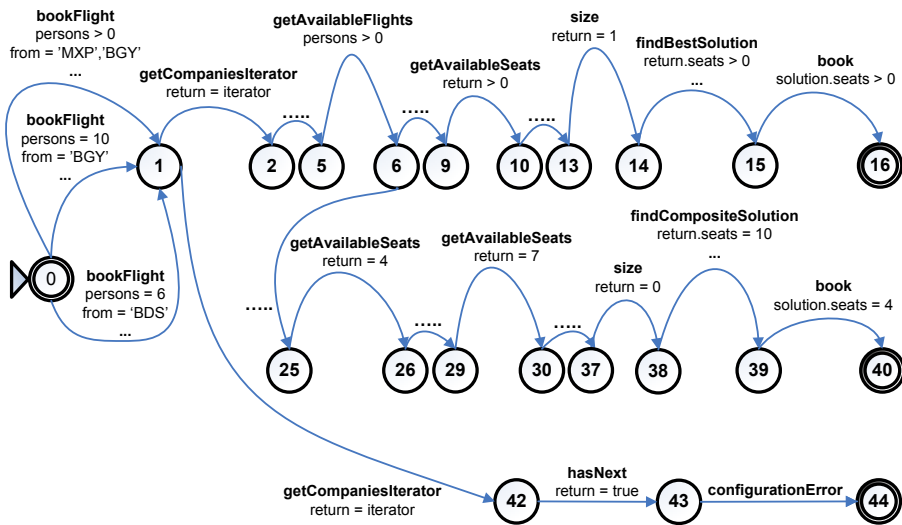 bookFlight
persons > 0
from = 'MXP','BGY'
...
getCompaniesIterator
return = iterator
getAvailableFlights
persons > 0
getAvailableSeats
return > 0
size
return = 1
findBestSolution
return.seats > 0
...
book
solution.seats > 0
bookFlight
persons = 10
from = 'BGY'
...
.....
.....
.....
1
2
5
6
9
10
13
14
15
16
0
bookFlight
persons = 6
from = 'BDS'
...
.....
getAvailableSeats
return = 4
getAvailableSeats
return = 7
size
return = 0
findCompositeSolution
return.seats = 10
...
book
solution.seats = 4
.....
.....
25
26
29
30
37
38
39
40
getCompaniesIterator
return = iterator
42
hasNext
return = true
43
configurationError
44